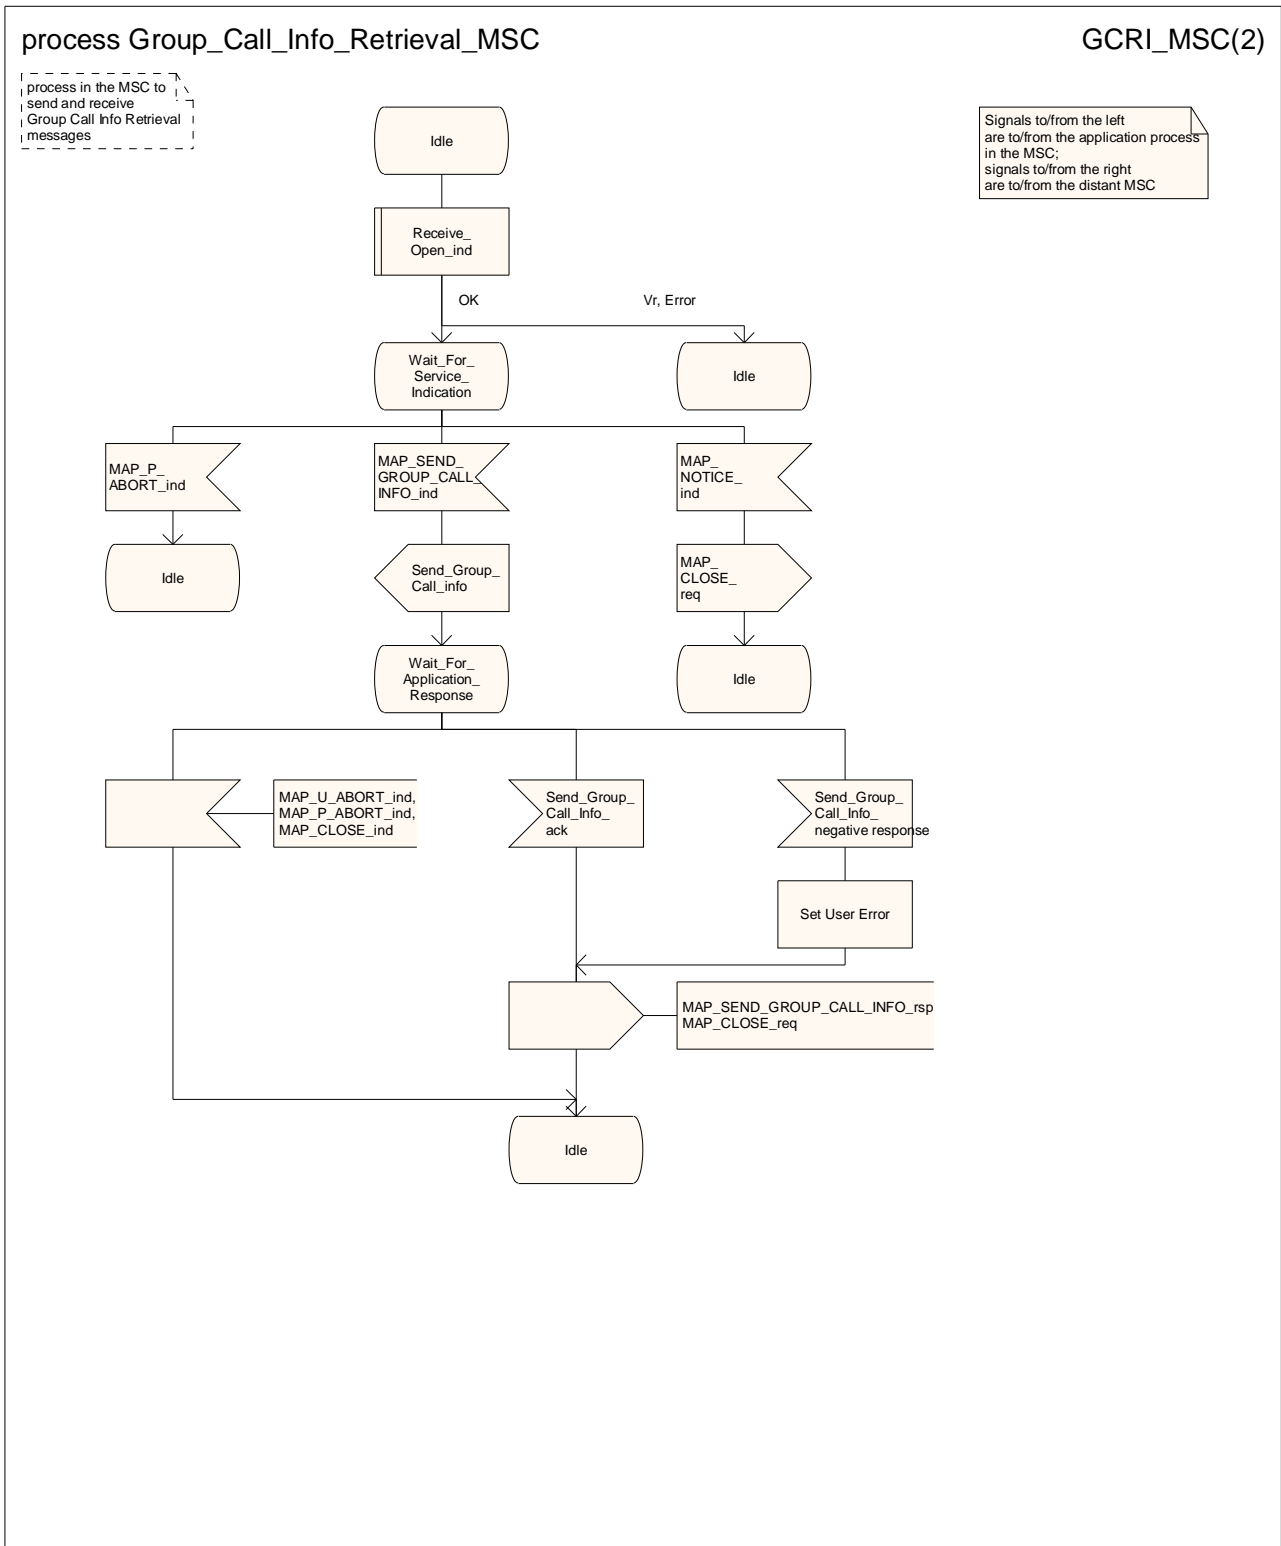 process Group_Call_Info_Retrieval_MSC
GCRI_MSC(2)
process in the MSC to
send and receive
Group Call Info Retrieval
messages
Signals to/from the left
are to/from the application process
in the MSC;
signals to/from the right
are to/from the distant MSC
Idle
Receive_
Open_ind
OK
Vr, Error
Wait_For_
Service_
Indication
Idle
MAP_P_
ABORT_ind
MAP_SEND_
GROUP_CALL_
INFO_ind
MAP_
NOTICE_
ind
Idle
Send_Group_
Call_info
MAP_
CLOSE_
req
Wait_For_
Application_
Response
Idle
MAP_U_ABORT_ind,
MAP_P_ABORT_ind,
MAP_CLOSE_ind
Send_Group_
Call_Info_
ack
Send_Group_
Call_Info_
negative response
Set User Error
MAP_SEND_GROUP_CALL_INFO_rsp
MAP_CLOSE_req
Idle